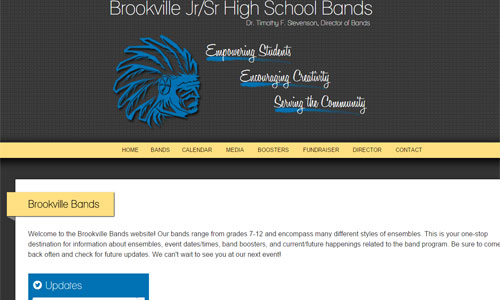 Brookville Jr/Sr High School Bands
Dr. Timothy F. Stevenson, Director of Bands
Empowering Students
Encouraging Creativity
Serving the Community
HOME BANDS CALENDAR MEDIA BOOSTERS FUNDRAISER DIRECTOR CONTACT
Brookville Bands
Welcome to the Brookville Bands website! Our bands range from grades 7-12 and encompass many different styles of ensembles. This is your one-stop
destination for information about ensembles, event dates/times, band boosters, and current/future happenings related to the band program. Be sure to come
back often and check for future updates. We can't wait to see you at our next event!
Updates